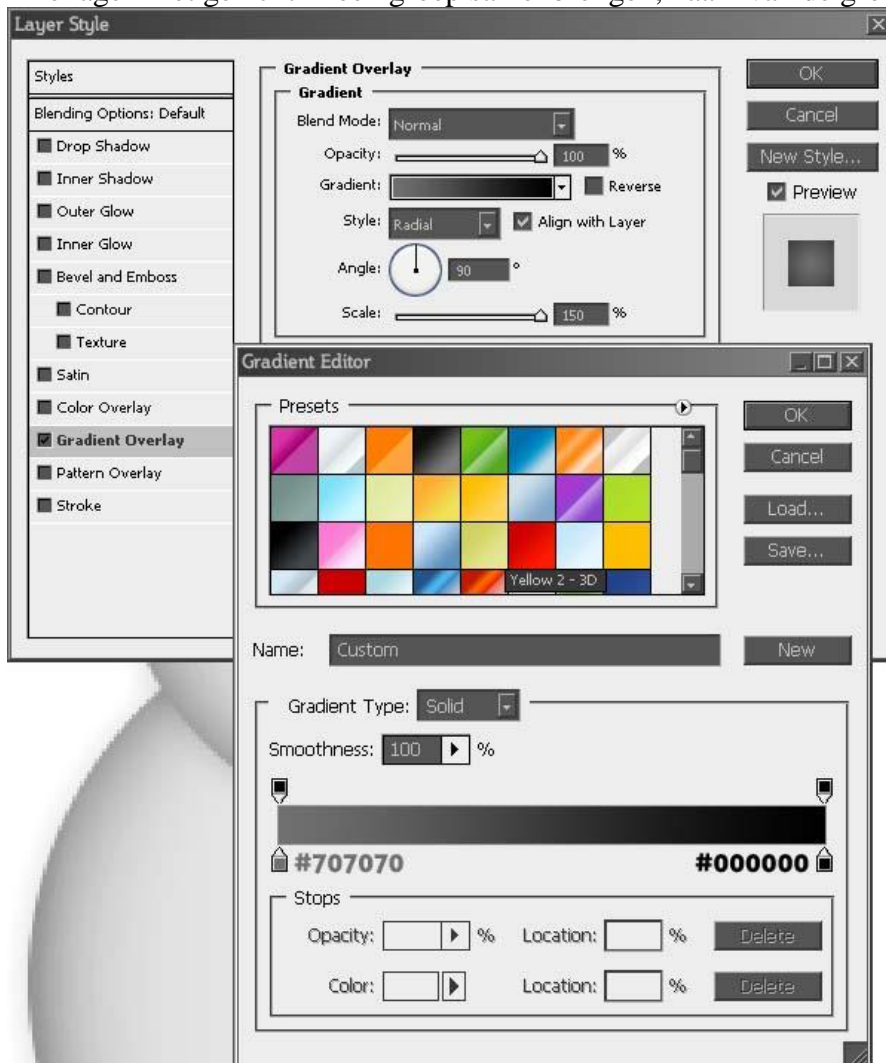 Layer Style
Styles
Blending Options: Default
Drop Shadow
Inner Shadow
Outer Glow
Inner Glow
Bevel and Emboss
Contour
Texture
Satin
Color Overlay
Gradient Overlay
Pattern Overlay
Stroke
Gradient Overlay
Gradient
Blend Mode: Normal
Opacity: 100 %
Gradient: Reverse
Style: Radial Align with Layer
Angle: 90 °
Scale: 150 %
OK
Cancel
New Style...
Preview
Gradient Editor
Presets
Yellow 2 - 3D
OK
Cancel
Load...
Save...
Name: Custom New
Gradient Type: Solid
Smoothness: 100 %
#707070 #000000
Stops
Opacity: % Location: % Delete
Color: Location: % Delete